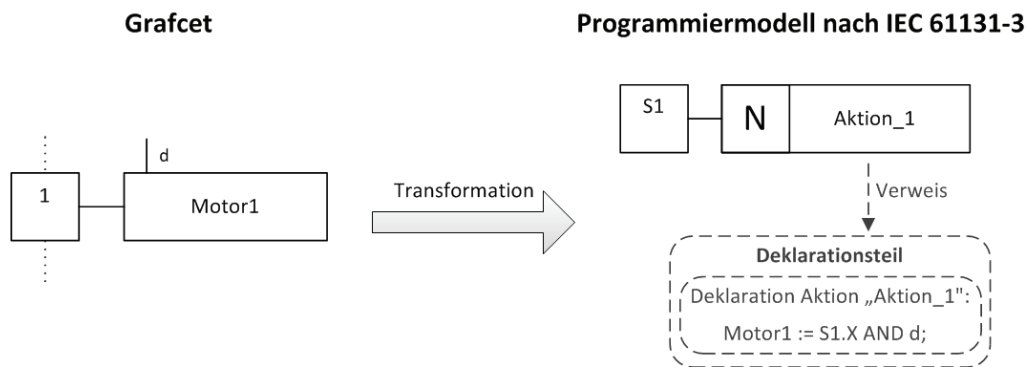 Grafcet
Programmiermodell nach IEC 61131-3
d
1
Motor1
Transformation
S1
N
Aktion_1
Verweis
Deklarationsteil
Deklaration Aktion „Aktion_1":
Motor1 := S1.X AND d;